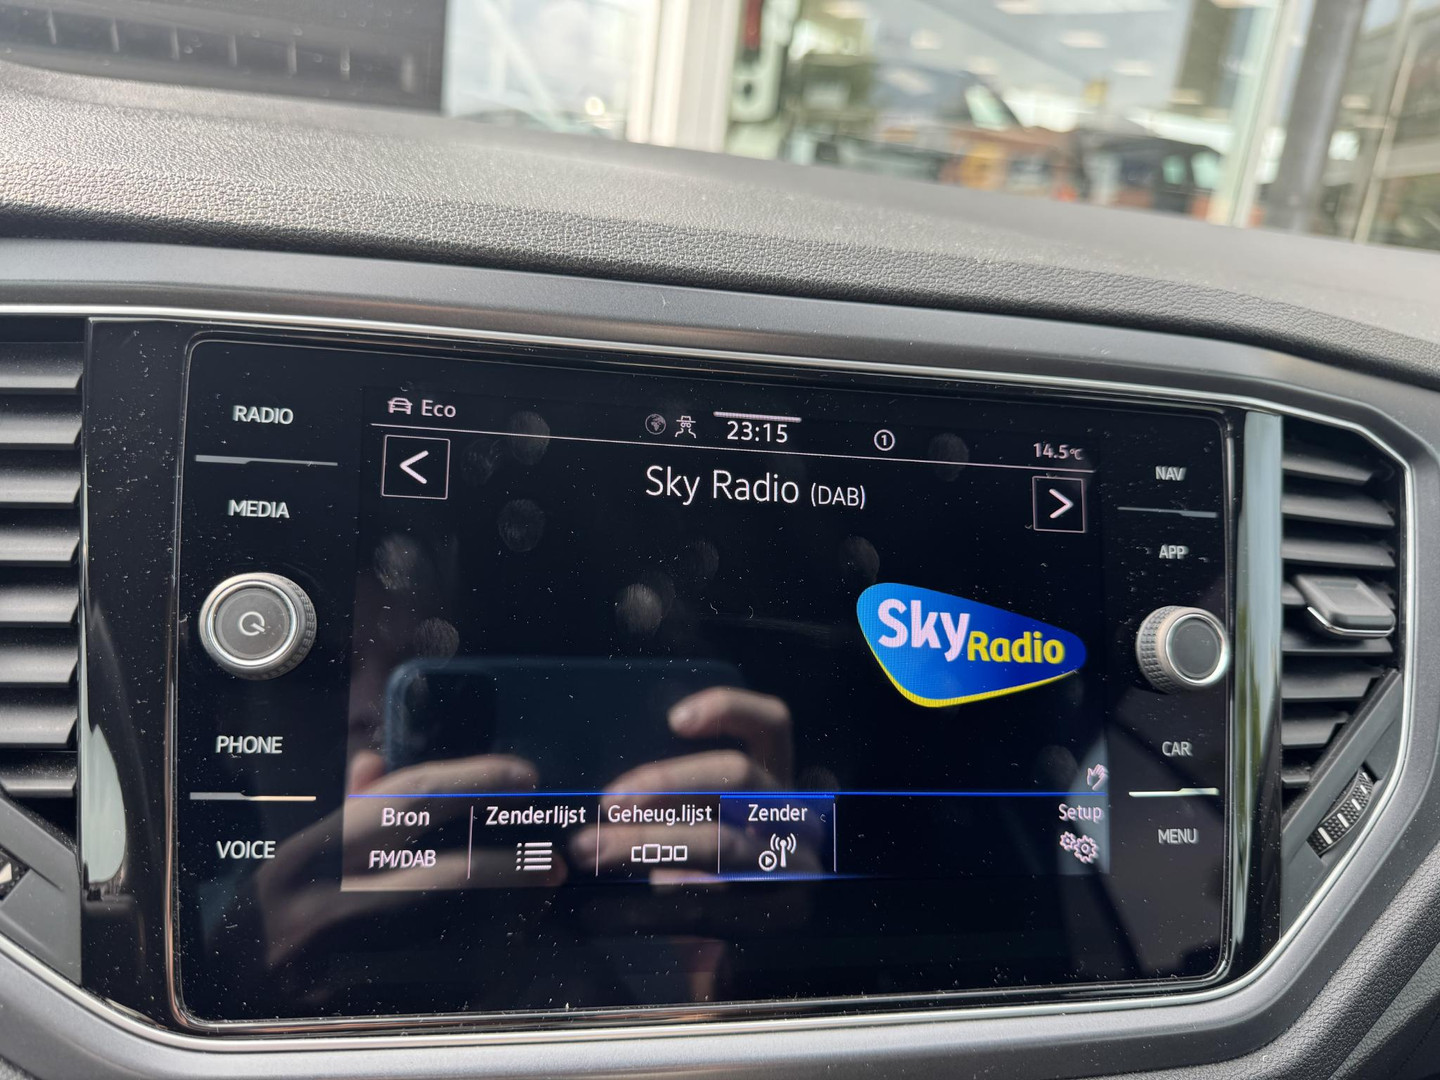 RADIO
MEDIA
PHONE
VOICE
Eco
23:15
1
14.5°C
<
Sky Radio (DAB)
>
Sky Radio
Bron
FM/DAB
Zenderlijst
Geheug.lijst
Zender
Setup
NAV
APP
CAR
MENU